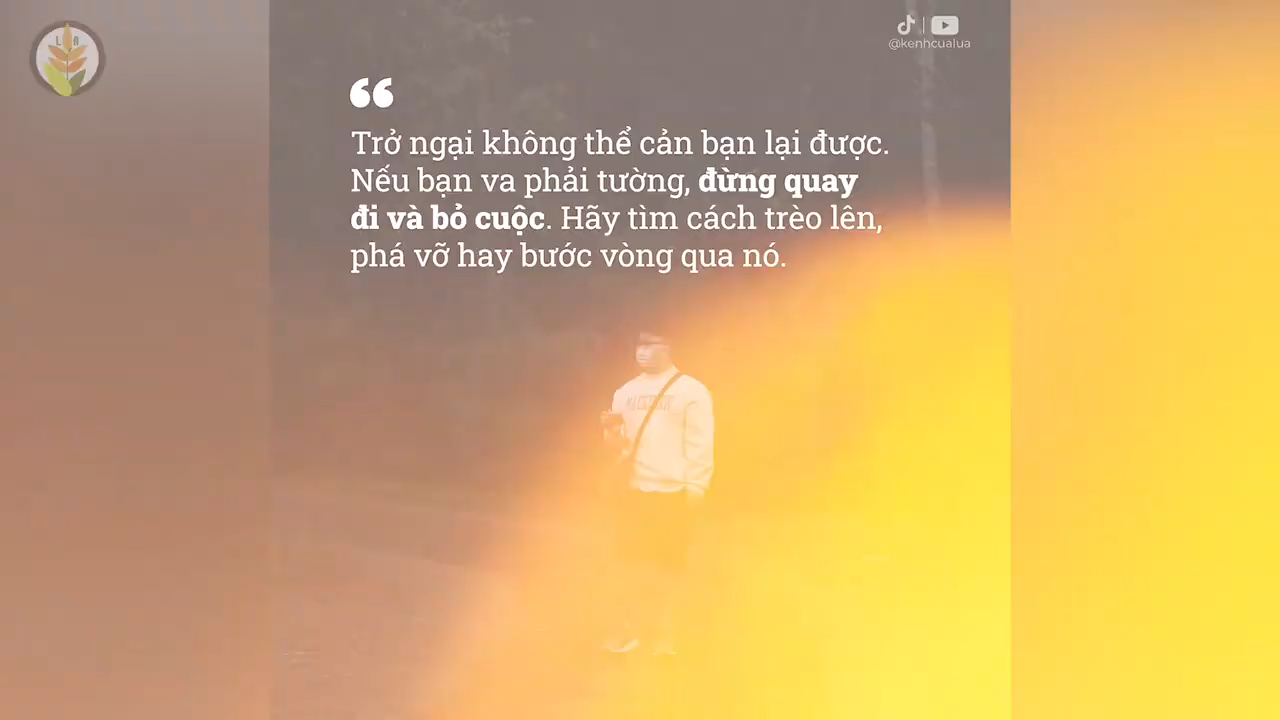 @kenhcualua
“
Trở ngại không thể cản bạn lại được.
Nếu bạn va phải tường, đừng quay
đi và bỏ cuộc. Hãy tìm cách trèo lên,
phá vỡ hay bước vòng qua nó.